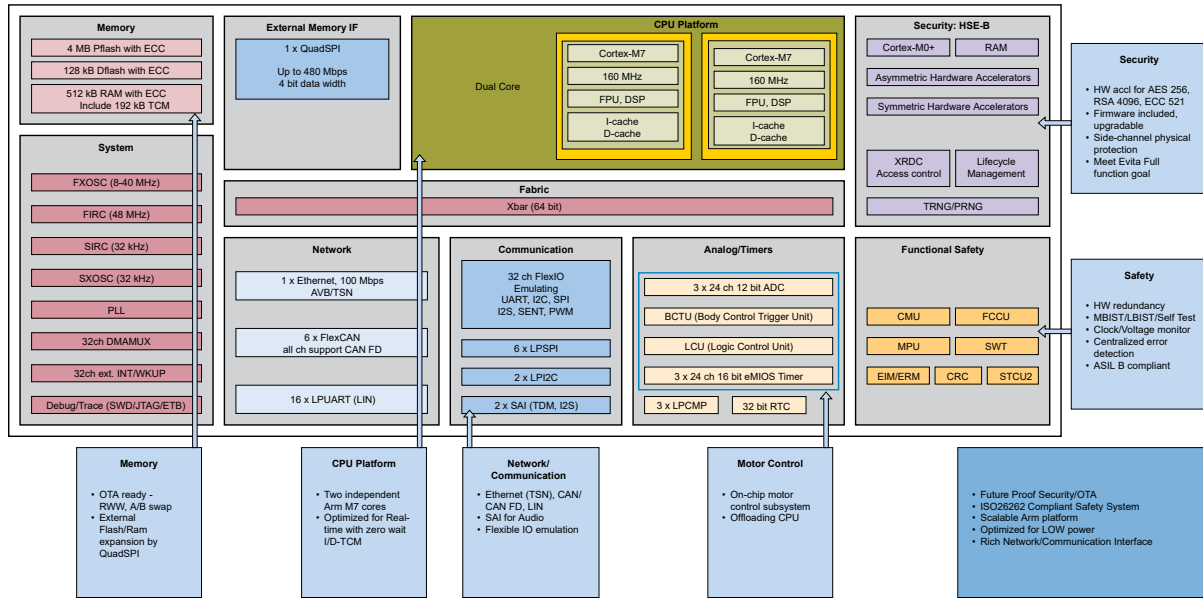 Memory
4 MB Pflash with ECC
128 kB Dflash with ECC
512 kB RAM with ECC
Include 192 kB TCM
External Memory IF
1 x QuadSPI
Up to 480 Mbps
4 bit data width
CPU Platform
Dual Core
Cortex-M7
160 MHz
FPU, DSP
I-cache
D-cache
Cortex-M7
160 MHz
FPU, DSP
I-cache
D-cache
Security: HSE-B
Cortex-M0+
RAM
Asymmetric Hardware Accelerators
Symmetric Hardware Accelerators
XRDC
Access control
Lifecycle
Management
TRNG/PRNG
Security
• HW accl for AES 256,
RSA 4096, ECC 521
• Firmware included,
upgradable
• Side-channel physical
protection
• Meet Evita Full
function goal
System
FXOSC (8-40 MHz)
FIRC (48 MHz)
SIRC (32 kHz)
SXOSC (32 kHz)
PLL
32ch DMAMUX
32ch ext. INT/WKUP
Debug/Trace (SWD/JTAG/ETB)
Fabric
Xbar (64 bit)
Network
1 x Ethernet, 100 Mbps
AVB/TSN
6 x FlexCAN
all ch support CAN FD
16 x LPUART (LIN)
Communication
32 ch FlexIO
Emulating
UART, I2C, SPI
I2S, SENT, PWM
6 x LPSPI
2 x LPI2C
2 x SAI (TDM, I2S)
Analog/Timers
3 x 24 ch 12 bit ADC
BCTU (Body Control Trigger Unit)
LCU (Logic Control Unit)
3 x 24 ch 16 bit eMIOS Timer
3 x LPCMP
32 bit RTC
Functional Safety
CMU
FCCU
MPU
SWT
EIM/ERM
CRC
STCU2
Safety
• HW redundancy
• MBIST/LBIST/Self Test
• Clock/Voltage monitor
• Centralized error
detection
• ASIL B compliant
Memory
• OTA ready -
RWW, A/B swap
• External
Flash/Ram
expansion by
QuadSPI
CPU Platform
• Two independent
Arm M7 cores
• Optimized for Real-
time with zero wait
I/D-TCM
Network/
Communication
• Ethernet (TSN), CAN/
CAN FD, LIN
• SAI for Audio
• Flexible IO emulation
Motor Control
• On-chip motor
control subsystem
• Offloading CPU
• Future Proof Security/OTA
• ISO26262 Compliant Safety System
• Scalable Arm platform
• Optimized for LOW power
• Rich Network/Communication Interface